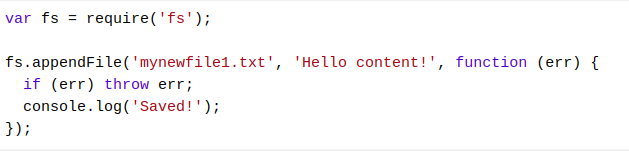 var fs = require('fs');

fs.appendFile('mynewfile1.txt', 'Hello content!', function (err) {
  if (err) throw err;
  console.log('Saved!');
});